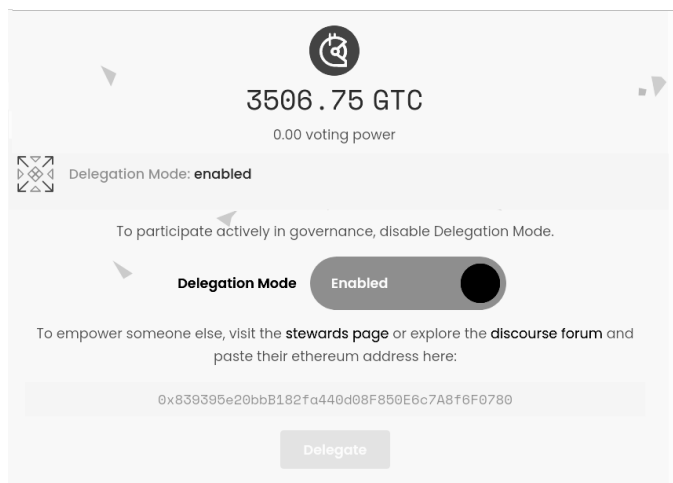 3506.75 GTC
0.00 voting power
Delegation Mode: enabled
To participate actively in governance, disable Delegation Mode.
Delegation Mode Enabled
To empower someone else, visit the stewards page or explore the discourse forum and
paste their ethereum address here:
0x839395e20bbB182fa440d08F850E6c7A8f6F0780
Delegate